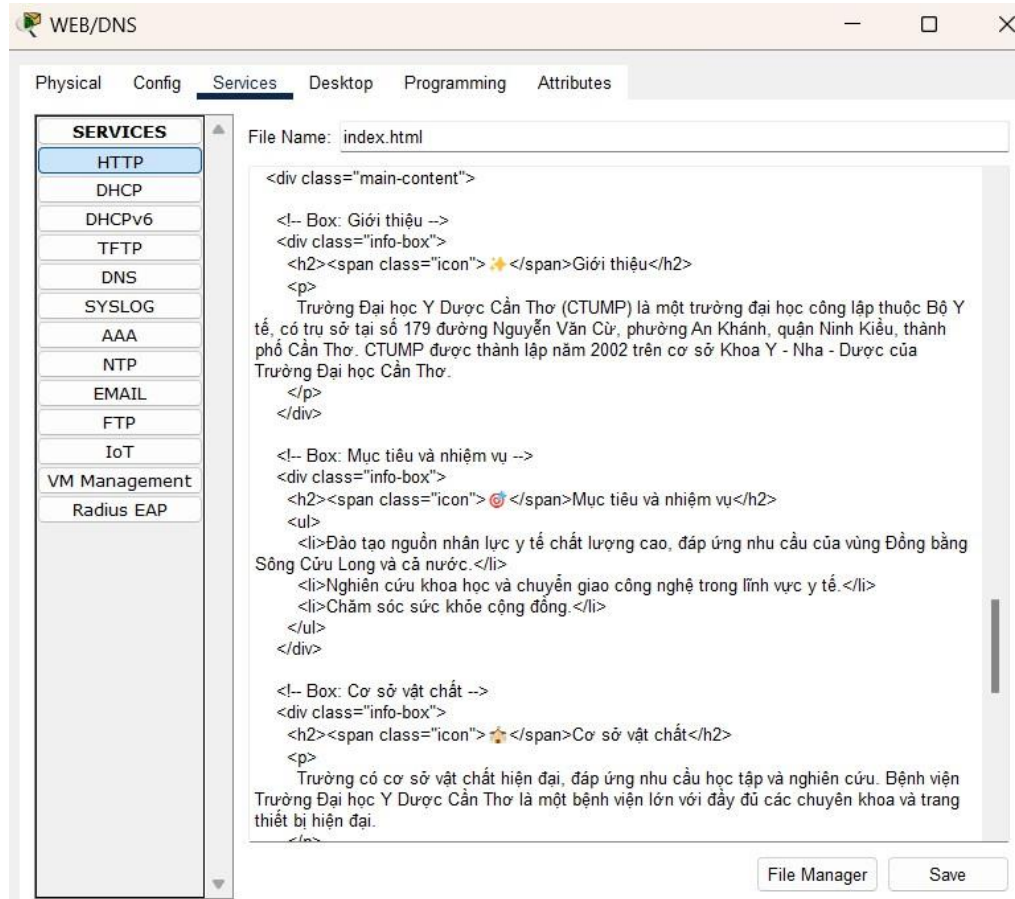 WEB/DNS
Physical Config Services Desktop Programming Attributes
SERVICES
HTTP
DHCP
DHCPv6
TFTP
DNS
SYSLOG
AAA
NTP
EMAIL
FTP
IoT
VM Management
Radius EAP
File Name: index.html
<div class="main-content">
<!-- Box: Giới thiệu -->
<div class="info-box">
<h2><span class="icon">✨</span>Giới thiệu</h2>
<p>
Trường Đại học Y Dược Cần Thơ (CTUMP) là một trường đại học công lập thuộc Bộ Y
tế, có trụ sở tại số 179 đường Nguyễn Văn Cừ, phường An Khánh, quận Ninh Kiều, thành
phố Cần Thơ. CTUMP được thành lập năm 2002 trên cơ sở Khoa Y - Nha - Dược của
Trường Đại học Cần Thơ.
</p>
</div>
<!-- Box: Mục tiêu và nhiệm vụ -->
<div class="info-box">
<h2><span class="icon">🎯</span>Mục tiêu và nhiệm vụ</h2>
<ul>
<li>Đào tạo nguồn nhân lực y tế chất lượng cao, đáp ứng nhu cầu của vùng Đồng bằng
Sông Cửu Long và cả nước.</li>
<li>Nghiên cứu khoa học và chuyển giao công nghệ trong lĩnh vực y tế.</li>
<li>Chăm sóc sức khỏe cộng đồng.</li>
</ul>
</div>
<!-- Box: Cơ sở vật chất -->
<div class="info-box">
<h2><span class="icon">🏠</span>Cơ sở vật chất</h2>
<p>
Trường có cơ sở vật chất hiện đại, đáp ứng nhu cầu học tập và nghiên cứu. Bệnh viện
Trường Đại học Y Dược Cần Thơ là một bệnh viện lớn với đầy đủ các chuyên khoa và trang
thiết bị hiện đại.
</p>
File Manager Save